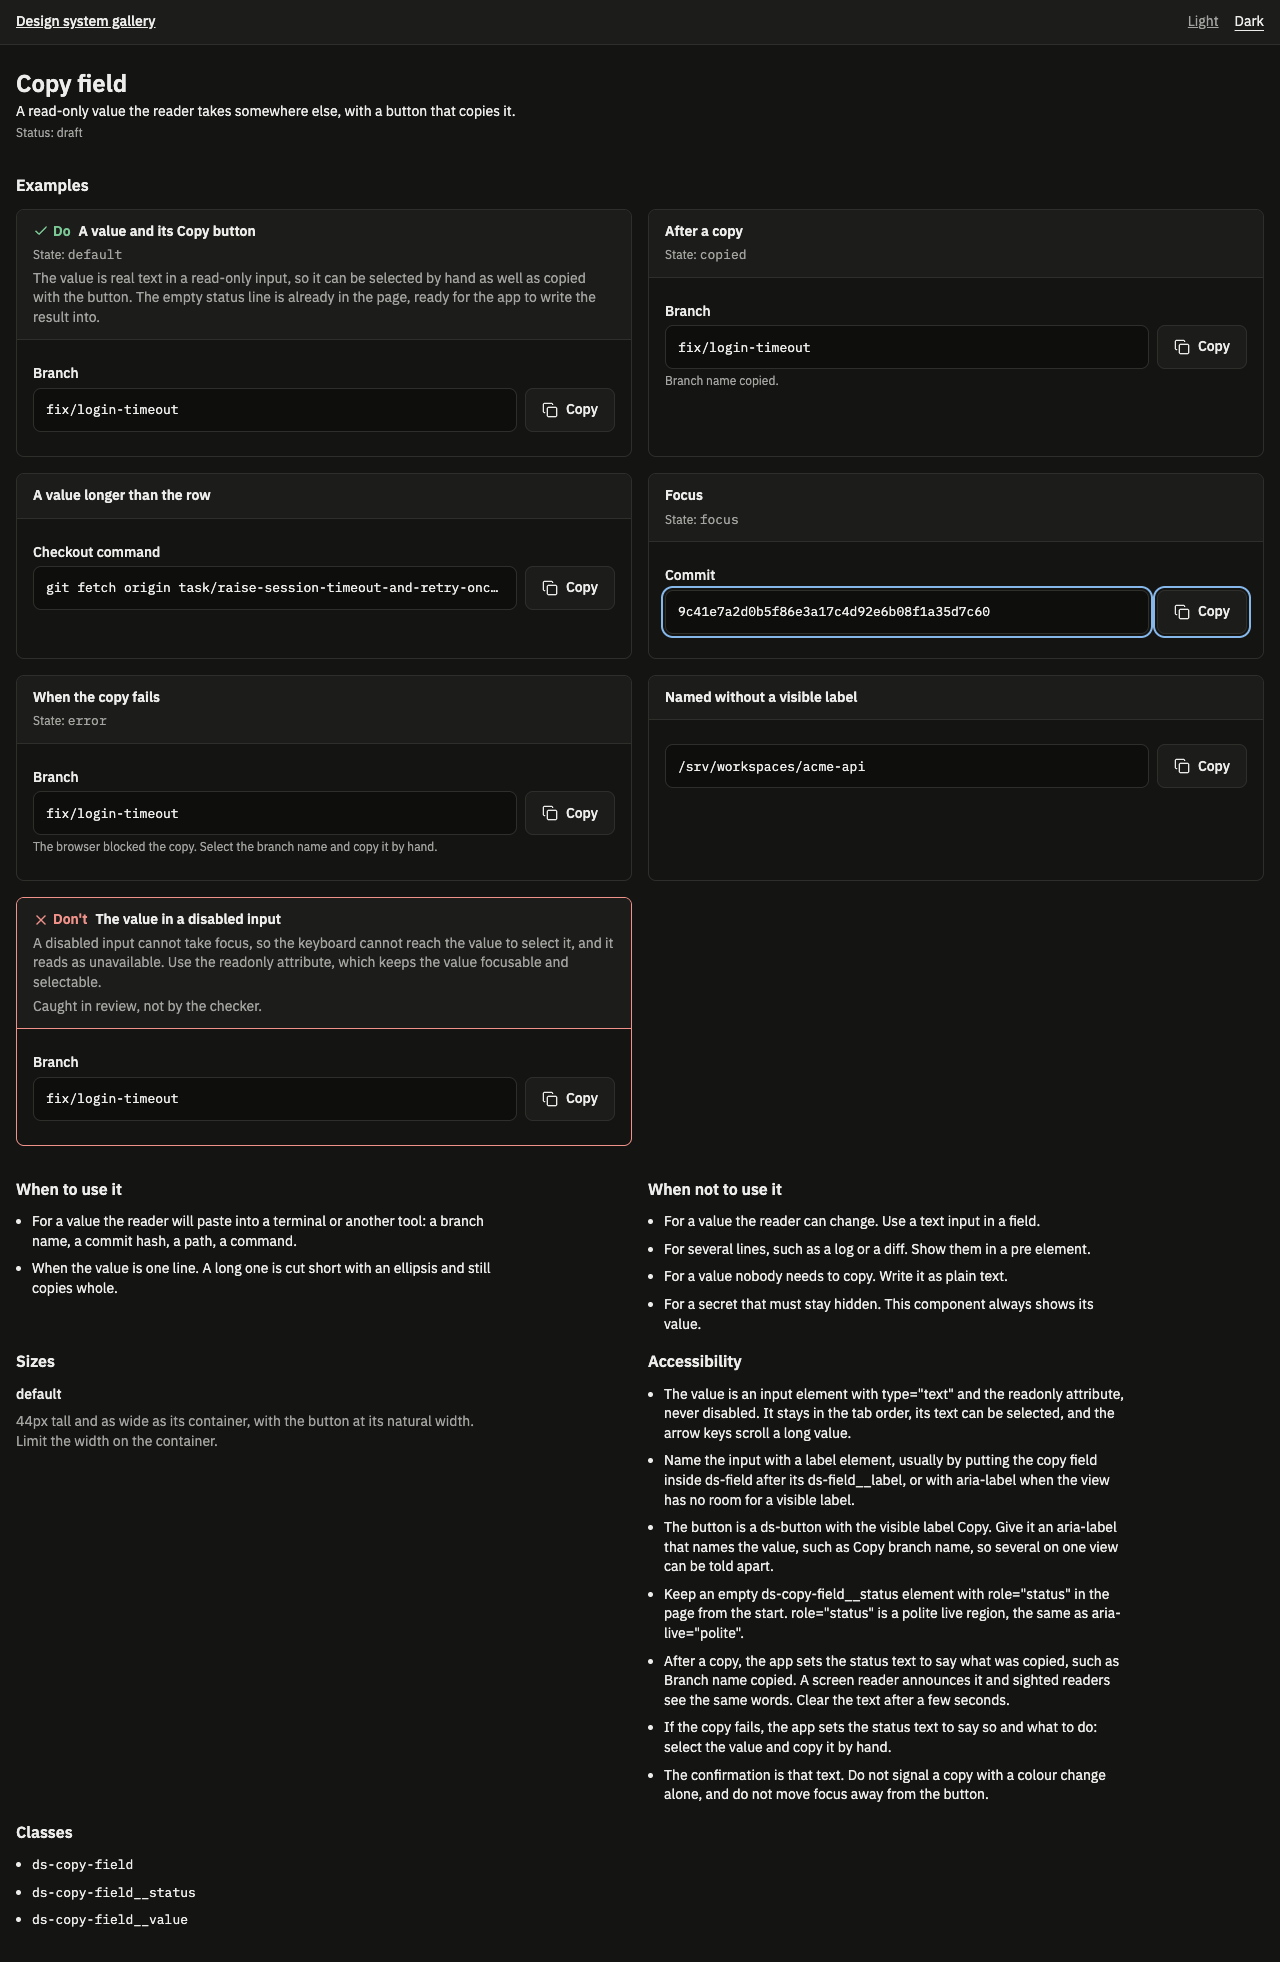 Design system gallery
Light
Dark
Copy field
A read-only value the reader takes somewhere else, with a button that copies it.
Status: draft
Examples
Do A value and its Copy button
State: default
The value is real text in a read-only input, so it can be selected by hand as well as copied
with the button. The empty status line is already in the page, ready for the app to write the
result into.
Branch
fix/login-timeout
Copy
After a copy
State: copied
Branch
fix/login-timeout
Copy
Branch name copied.
A value longer than the row
Checkout command
git fetch origin task/raise-session-timeout-and-retry-onc…
Copy
Focus
State: focus
Commit
9c41e7a2d0b5f86e3a17c4d92e6b08f1a35d7c60
Copy
When the copy fails
State: error
Branch
fix/login-timeout
Copy
The browser blocked the copy. Select the branch name and copy it by hand.
Named without a visible label
/srv/workspaces/acme-api
Copy
Don't The value in a disabled input
A disabled input cannot take focus, so the keyboard cannot reach the value to select it, and it
reads as unavailable. Use the readonly attribute, which keeps the value focusable and
selectable.
Caught in review, not by the checker.
Branch
fix/login-timeout
Copy
When to use it
For a value the reader will paste into a terminal or another tool: a branch
name, a commit hash, a path, a command.
When the value is one line. A long one is cut short with an ellipsis and still
copies whole.
When not to use it
For a value the reader can change. Use a text input in a field.
For several lines, such as a log or a diff. Show them in a pre element.
For a value nobody needs to copy. Write it as plain text.
For a secret that must stay hidden. This component always shows its
value.
Sizes
default
44px tall and as wide as its container, with the button at its natural width.
Limit the width on the container.
Accessibility
The value is an input element with type="text" and the readonly attribute,
never disabled. It stays in the tab order, its text can be selected, and the
arrow keys scroll a long value.
Name the input with a label element, usually by putting the copy field
inside ds-field after its ds-field__label, or with aria-label when the view
has no room for a visible label.
The button is a ds-button with the visible label Copy. Give it an aria-label
that names the value, such as Copy branch name, so several on one view
can be told apart.
Keep an empty ds-copy-field__status element with role="status" in the
page from the start. role="status" is a polite live region, the same as aria-
live="polite".
After a copy, the app sets the status text to say what was copied, such as
Branch name copied. A screen reader announces it and sighted readers
see the same words. Clear the text after a few seconds.
If the copy fails, the app sets the status text to say so and what to do:
select the value and copy it by hand.
The confirmation is that text. Do not signal a copy with a colour change
alone, and do not move focus away from the button.
Classes
ds-copy-field
ds-copy-field__status
ds-copy-field__value